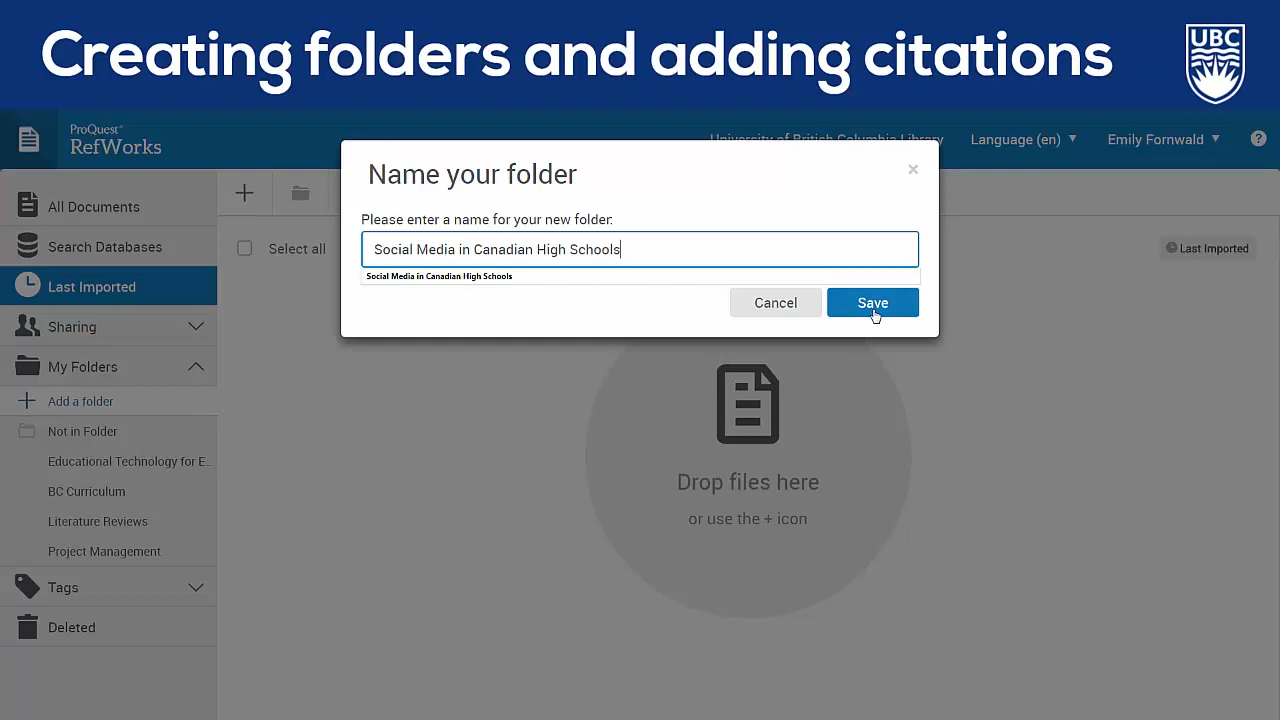 Creating folders and adding citations
UBC
ProQuest
RefWorks
University of British Columbia Library
Language (en)
Emily Fornwald
?
All Documents
Search Databases
Last Imported
Sharing
My Folders
Add a folder
Not in Folder
Educational Technology for E...
BC Curriculum
Literature Reviews
Project Management
Tags
Deleted
Select all
Last Imported
Name your folder
×
Please enter a name for your new folder:
Social Media in Canadian High Schools
Social Media in Canadian High Schools
Cancel
Save
Drop files here
or use the + icon